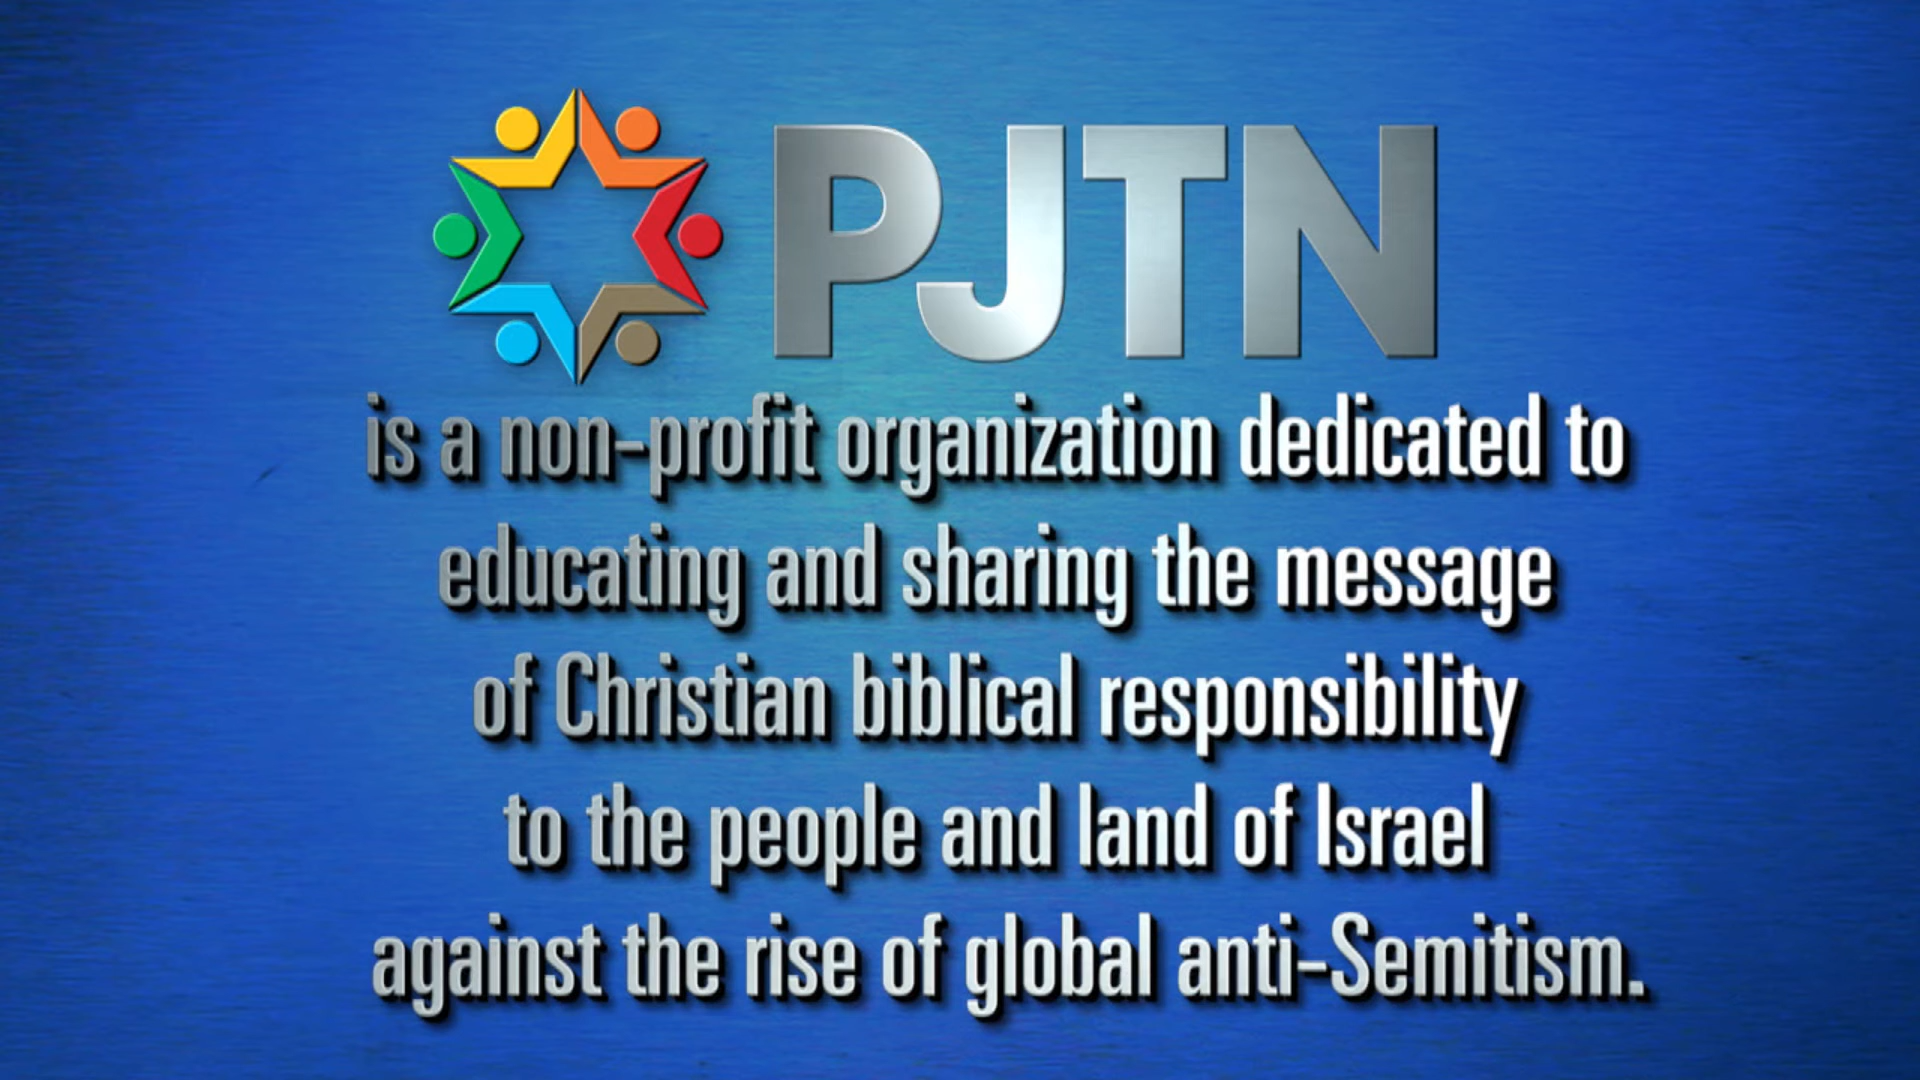 PJTN
is a non-profit organization dedicated to
educating and sharing the message
of Christian biblical responsibility
to the people and land of Israel
against the rise of global anti-Semitism.